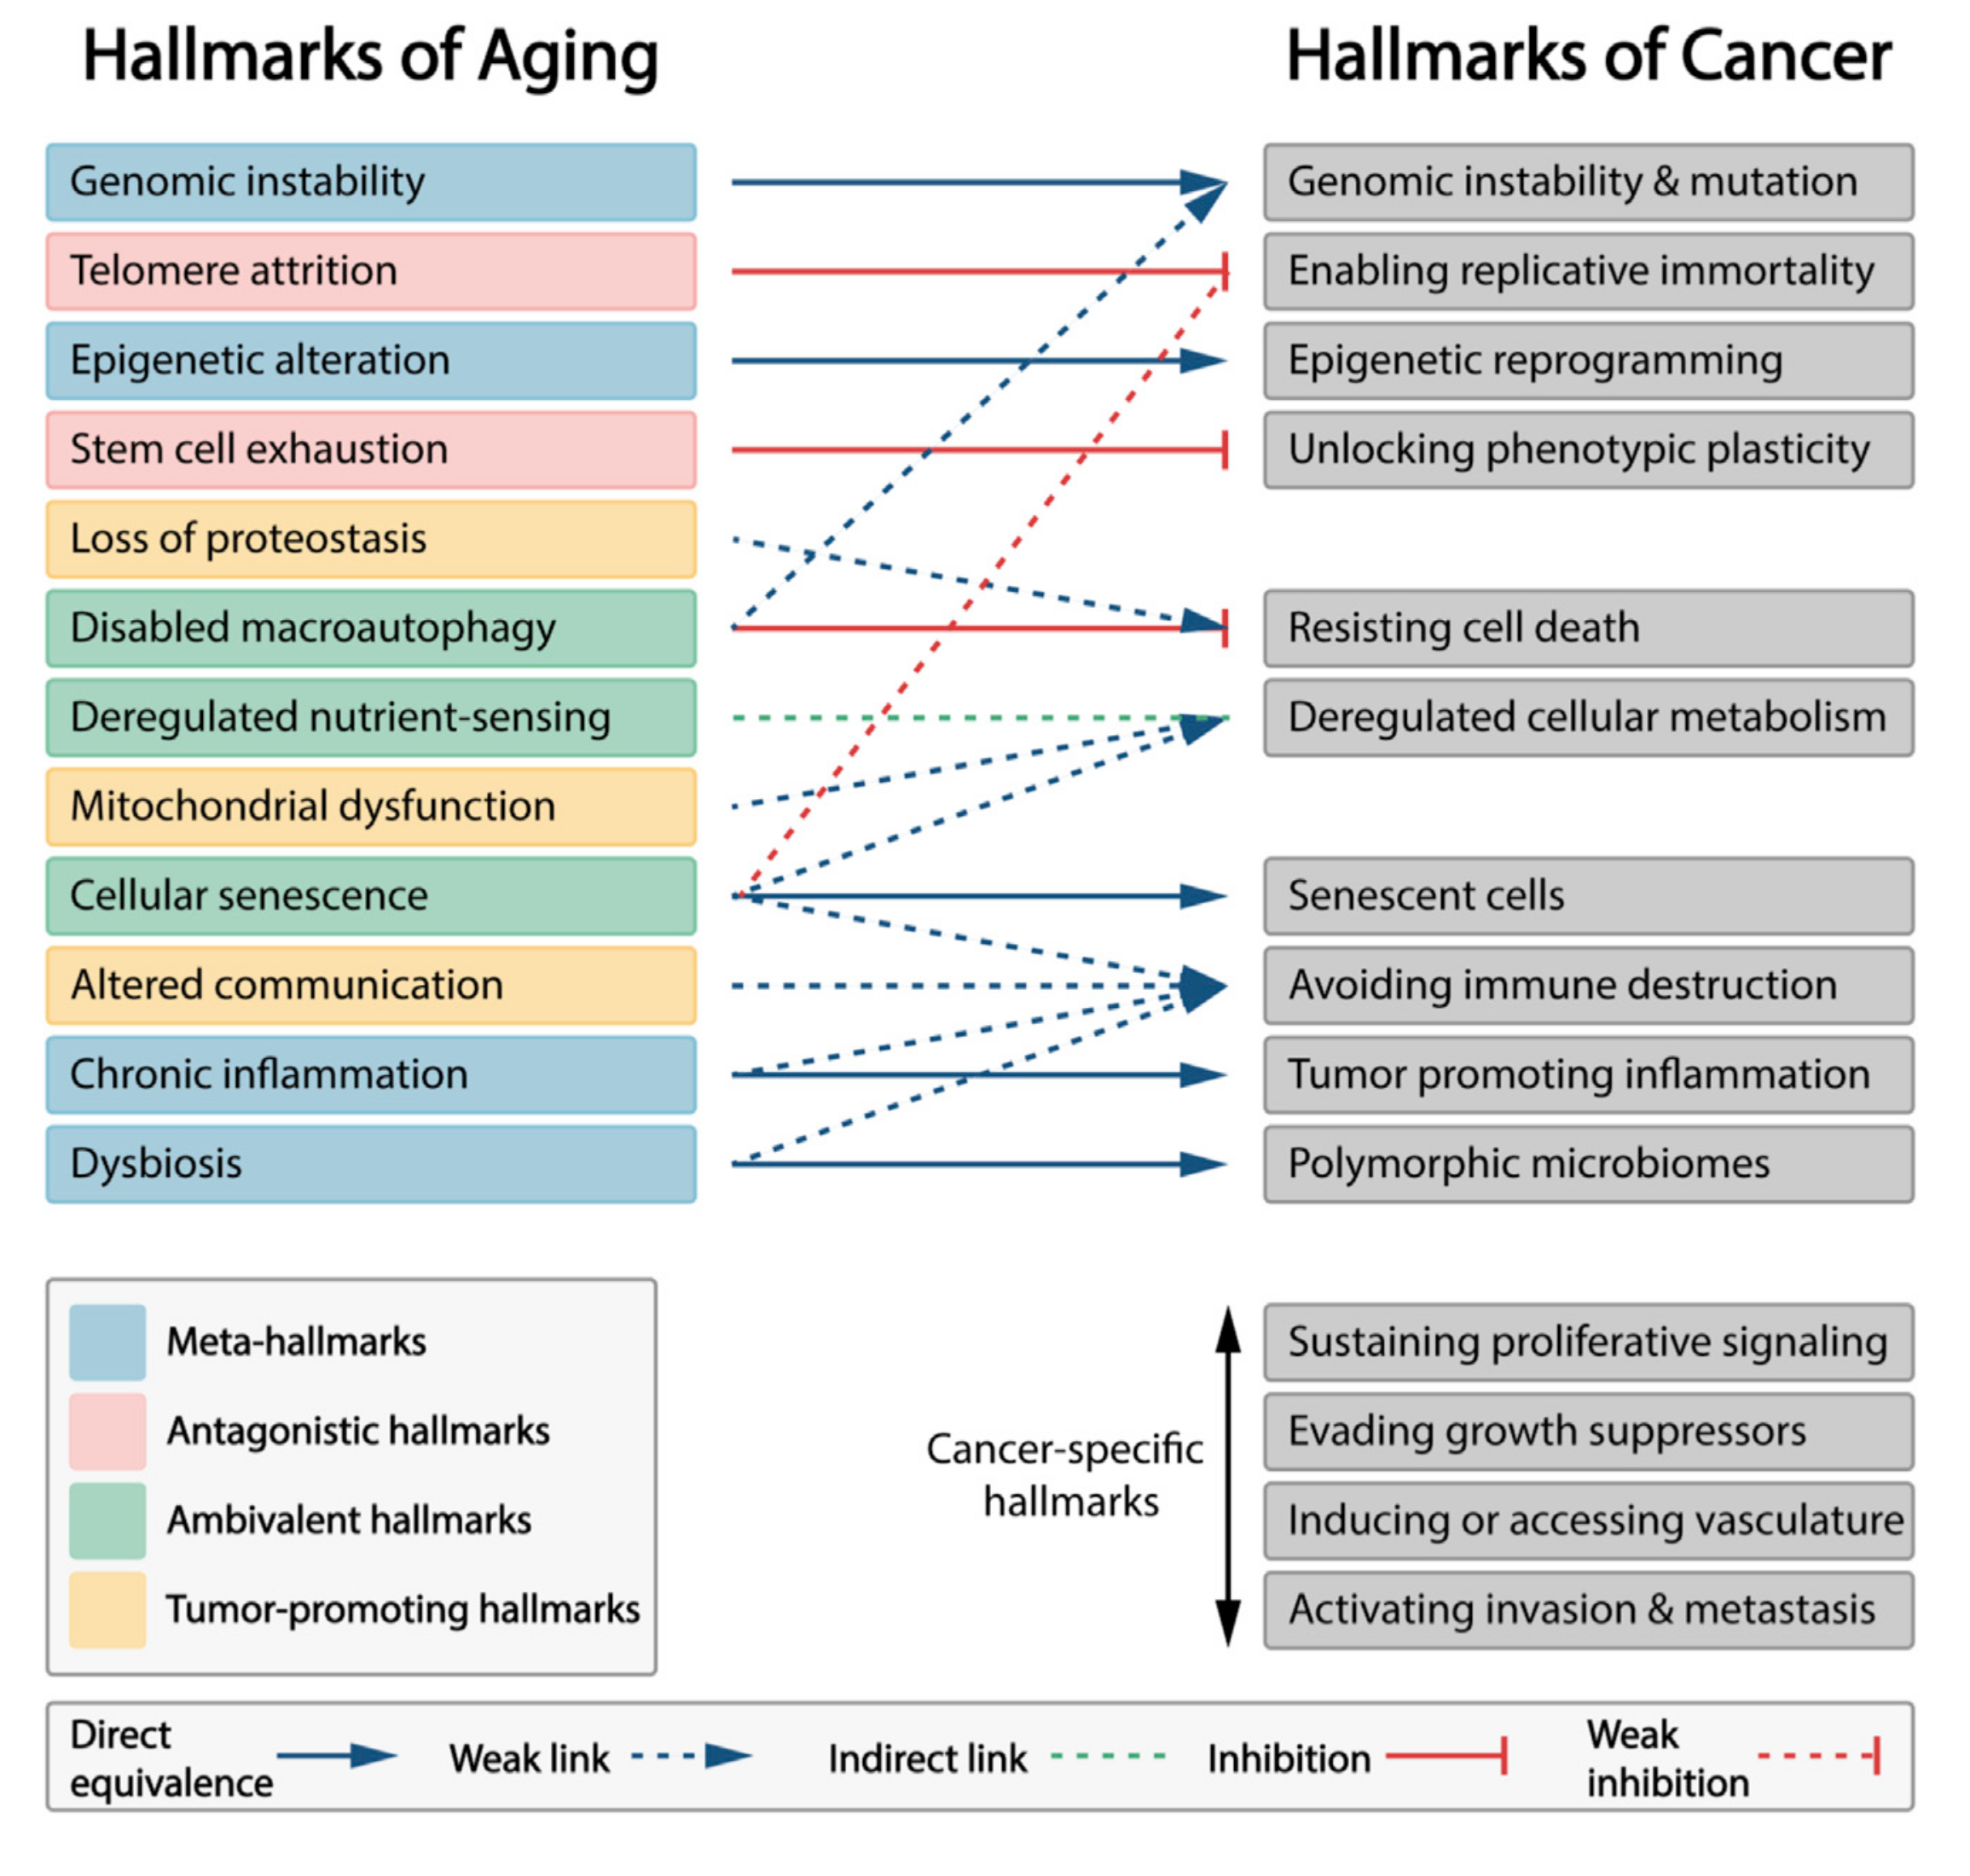 Hallmarks of Aging
Hallmarks of Cancer
Genomic instability
Genomic instability & mutation
Telomere attrition
Enabling replicative immortality
Epigenetic alteration
Epigenetic reprogramming
Stem cell exhaustion
Unlocking phenotypic plasticity
Loss of proteostasis
Disabled macroautophagy
Resisting cell death
Deregulated nutrient-sensing
Deregulated cellular metabolism
Mitochondrial dysfunction
Cellular senescence
Senescent cells
Altered communication
Avoiding immune destruction
Chronic inflammation
Tumor promoting inflammation
Dysbiosis
Polymorphic microbiomes
Meta-hallmarks
Antagonistic hallmarks
Ambivalent hallmarks
Tumor-promoting hallmarks
Cancer-specific
hallmarks
Sustaining proliferative signaling
Evading growth suppressors
Inducing or accessing vasculature
Activating invasion & metastasis
Direct
equivalence
Weak link
Indirect link
Inhibition
Weak
inhibition